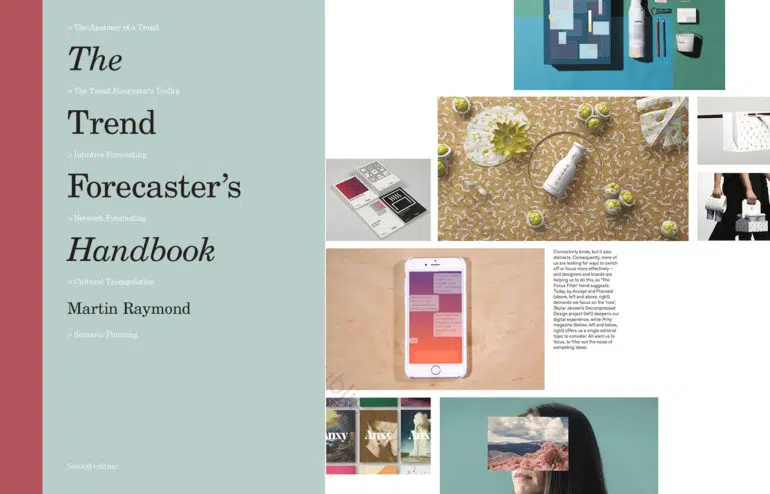 > The Anatomy of a Trend
The
> The Trend Forecaster's Toolkit
Trend
> Intuitive Forecasting
Forecaster's
> Network Forecasting
Handbook
> Cultural Triangulation
Martin Raymond
> Scenario Planning
Second edition
Connectivity binds, but it also
distracts. Consequently, more of
us are looking for ways to switch
off or focus more effectively –
and designers and brands are
helping us to do this, as 'The
Focus Filter' trend suggests.
Today, by Accept and Proceed
(above, left and above, right),
demands we focus on the 'now',
Skylar Jessen's Decompressed
Design project (left) deepens our
digital experience, while Anxy
magazine (below, left and below,
right) offers us a single editorial
topic to consider. All want us to
focus, to filter out the noise of
competing ideas.
Anxy
Anxy